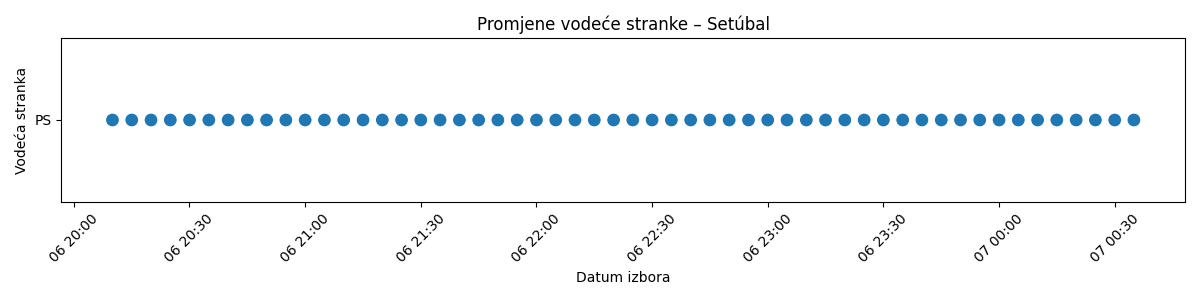 Promjene vodeće stranke – Setúbal
Vodeća stranka
PS
06 20:00
06 20:30
06 21:00
06 21:30
06 22:00
06 22:30
06 23:00
06 23:30
07 00:00
07 00:30
Datum izbora